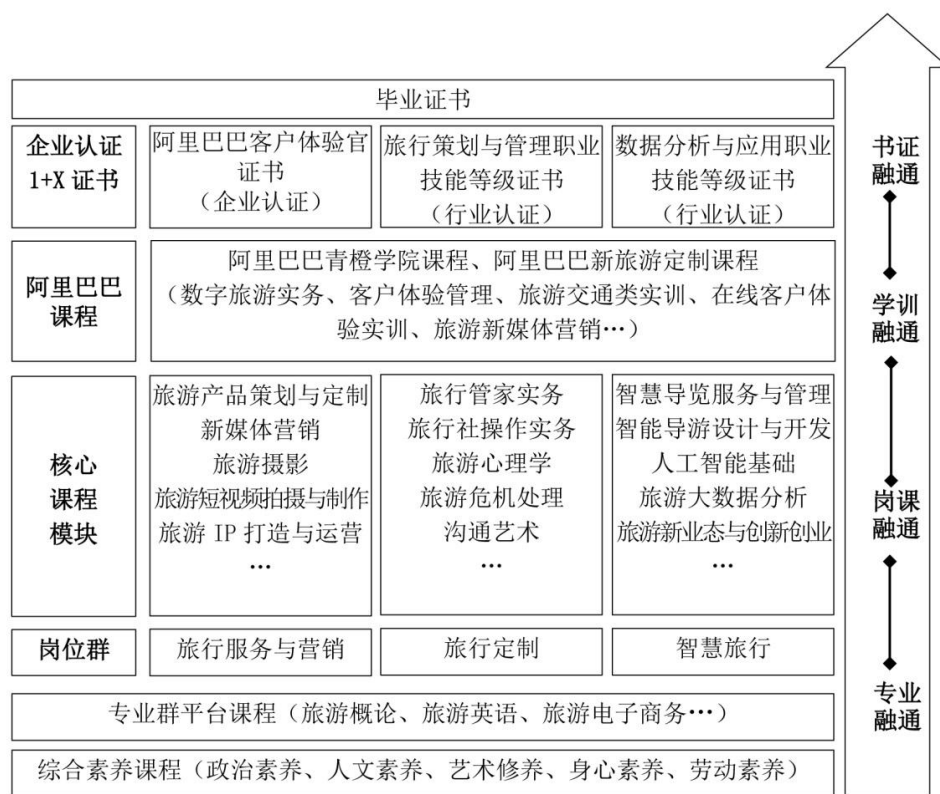 毕业证书
企业认证
1+X 证书
阿里巴巴客户体验官
证书
（企业认证）
旅行策划与管理职业
技能等级证书
（行业认证）
数据分析与应用职业
技能等级证书
（行业认证）
阿里巴巴
课程
阿里巴巴青橙学院课程、阿里巴巴新旅游定制课程
（数字旅游实务、客户体验管理、旅游交通类实训、在线客户体
验实训、旅游新媒体营销…）
核心
课程
模块
旅游产品策划与定制
新媒体营销
旅游摄影
旅游短视频拍摄与制作
旅游 IP 打造与运营
…
旅行管家实务
旅行社操作实务
旅游心理学
旅游危机处理
沟通艺术
…
智慧导览服务与管理
智能导游设计与开发
人工智能基础
旅游大数据分析
旅游新业态与创新创业
…
岗位群
旅行服务与营销
旅行定制
智慧旅行
专业群平台课程（旅游概论、旅游英语、旅游电子商务…）
综合素养课程（政治素养、人文素养、艺术修养、身心素养、劳动素养）
书证
融通
学训
融通
岗课
融通
专业
融通